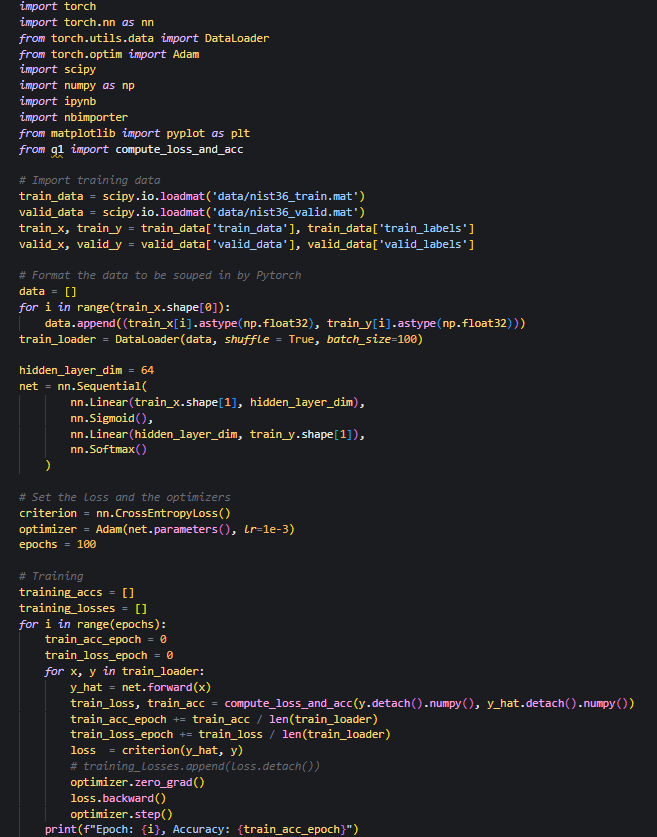 import torch
import torch.nn as nn
from torch.utils.data import DataLoader
from torch.optim import Adam
import scipy
import numpy as np
import ipynb
import nbimporter
from matplotlib import pyplot as plt
from q1 import compute_loss_and_acc

# Import training data
train_data = scipy.io.loadmat('data/nist36_train.mat')
valid_data = scipy.io.loadmat('data/nist36_valid.mat')
train_x, train_y = train_data['train_data'], train_data['train_labels']
valid_x, valid_y = valid_data['valid_data'], valid_data['valid_labels']

# Format the data to be souped in by Pytorch
data = []
for i in range(train_x.shape[0]):
    data.append((train_x[i].astype(np.float32), train_y[i].astype(np.float32)))
train_loader = DataLoader(data, shuffle = True, batch_size=100)

hidden_layer_dim = 64
net = nn.Sequential(
        nn.Linear(train_x.shape[1], hidden_layer_dim),
        nn.Sigmoid(),
        nn.Linear(hidden_layer_dim, train_y.shape[1]),
        nn.Softmax()
    )

# Set the loss and the optimizers
criterion = nn.CrossEntropyLoss()
optimizer = Adam(net.parameters(), lr=1e-3)
epochs = 100

# Training
training_accs = []
training_losses = []
for i in range(epochs):
    train_acc_epoch = 0
    train_loss_epoch = 0
    for x, y in train_loader:
        y_hat = net.forward(x)
        train_loss, train_acc = compute_loss_and_acc(y.detach().numpy(), y_hat.detach().numpy())
        train_acc_epoch += train_acc / len(train_loader)
        train_loss_epoch += train_loss / len(train_loader)
        loss  = criterion(y_hat, y)
        # training_losses.append(loss.detach())
        optimizer.zero_grad()
        loss.backward()
        optimizer.step()
    print(f"Epoch: {i}, Accuracy: {train_acc_epoch}")